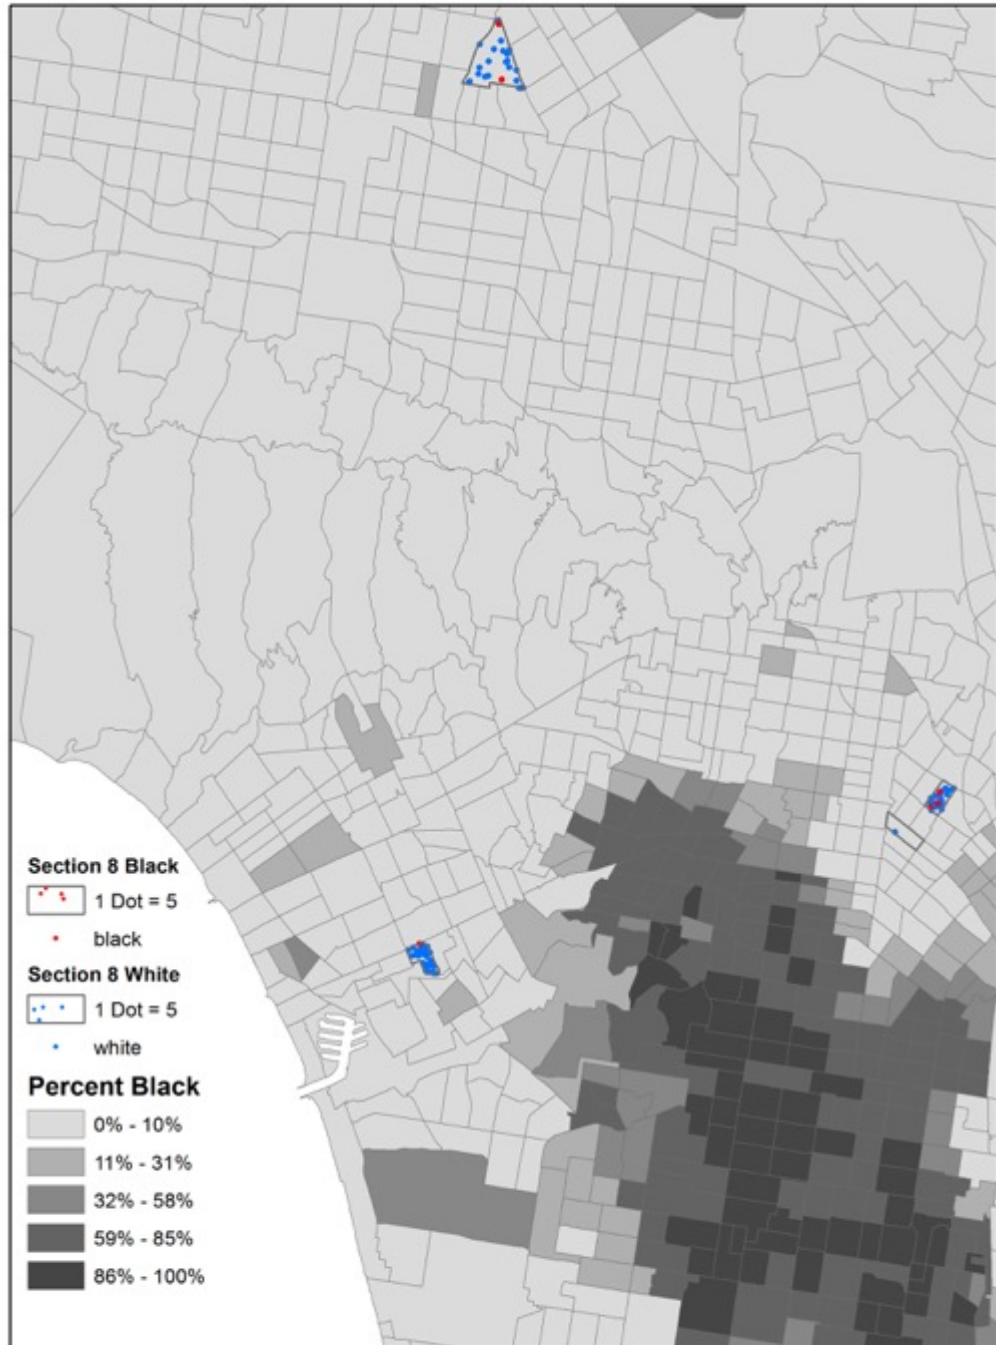 Section 8 Black
1 Dot = 5
black
Section 8 White
1 Dot = 5
white
Percent Black
0% - 10%
11% - 31%
32% - 58%
59% - 85%
86% - 100%